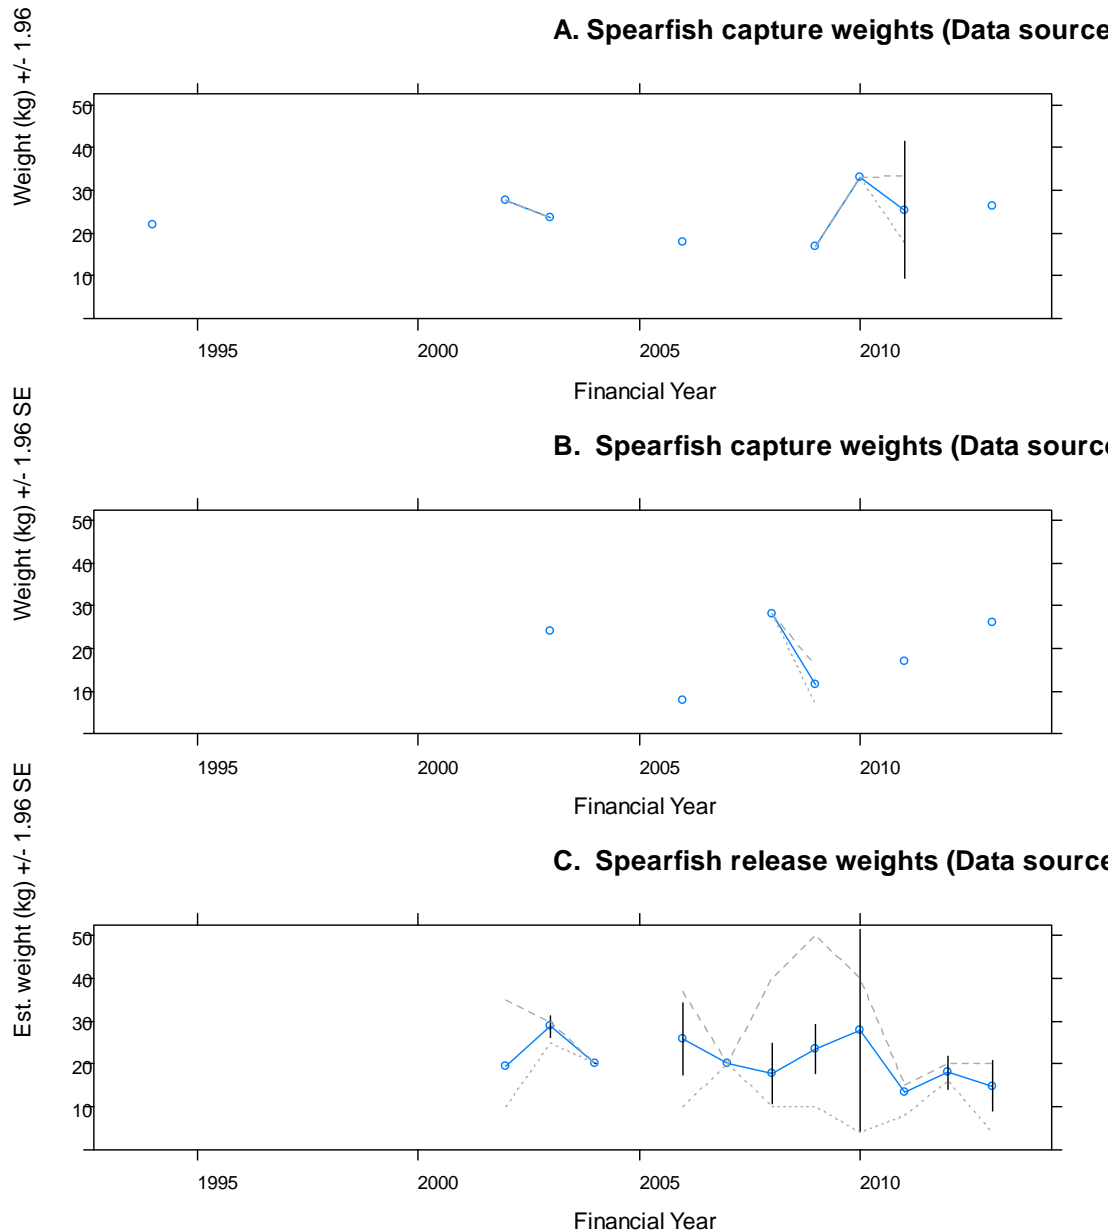 A. Spearfish capture weights (Data source
Weight (kg) +/- 1.96
50
40
30
20
10
1995 2000 2005 2010
Financial Year
B. Spearfish capture weights (Data source
Weight (kg) +/- 1.96 SE
50
40
30
20
10
1995 2000 2005 2010
Financial Year
C. Spearfish release weights (Data source
Est. weight (kg) +/- 1.96 SE
50
40
30
20
10
1995 2000 2005 2010
Financial Year